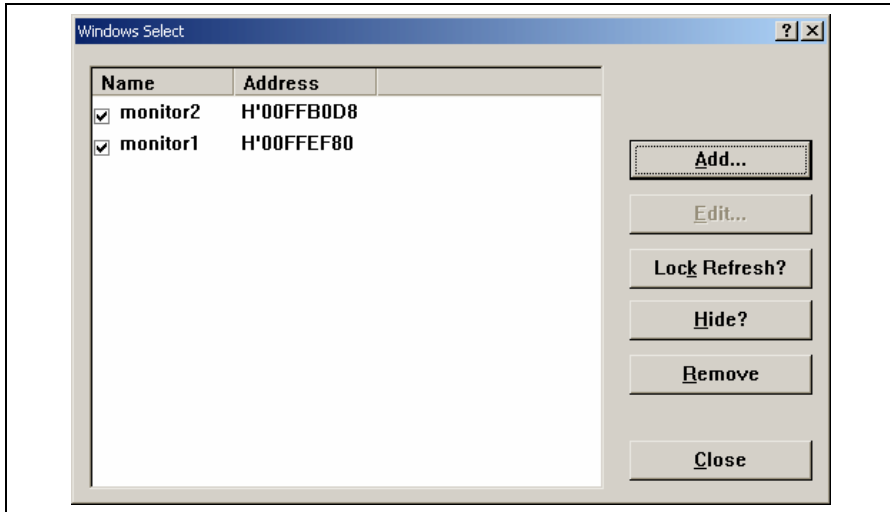 Windows Select
Name Address
monitor2 H'00FFB0D8
monitor1 H'00FFEF80
Add...
Edit...
Lock Refresh?
Hide?
Remove
Close